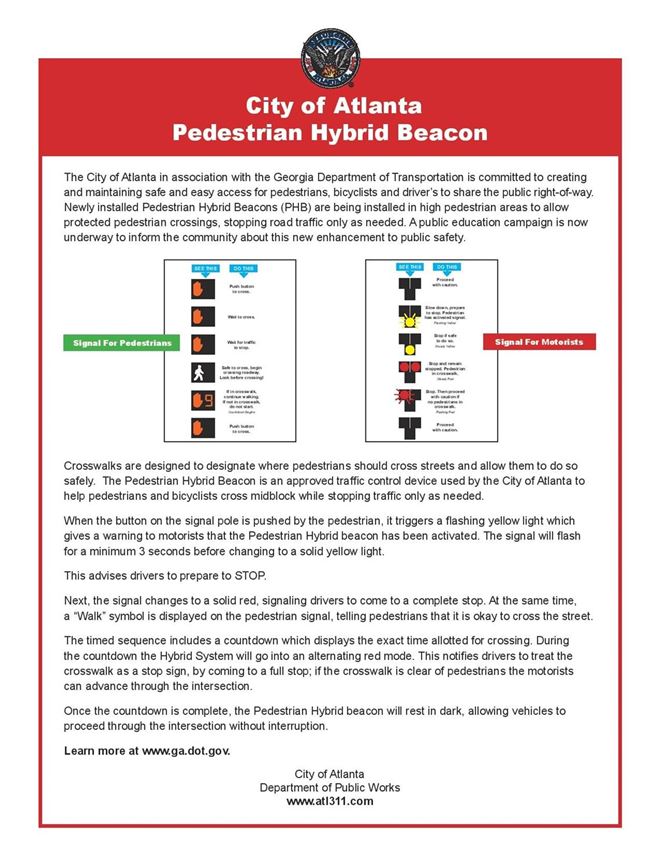 City of Atlanta
Pedestrian Hybrid Beacon
The City of Atlanta in association with the Georgia Department of Transportation is committed to creating
and maintaining safe and easy access for pedestrians, bicyclists and driver's to share the public right-of-way.
Newly installed Pedestrian Hybrid Beacons (PHB) are being installed in high pedestrian areas to allow
protected pedestrian crossings, stopping road traffic only as needed. A public education campaign is now
underway to inform the community about this new enhancement to public safety.
Signal For Pedestrians
SEE THIS
DO THIS
Push button
to cross.
Wait to cross.
Wait for traffic
to stop.
Safe to cross, begin
crossing roadway.
Look before crossing!
9
If in crosswalk,
continue walking.
If not in crosswalk,
do not start.
Countdown Begins
Push button
to cross.
SEE THIS
DO THIS
Proceed
with caution.
Slow down, prepare
to stop. Pedestrian
has activated signal.
Flashing Yellow
Stop if safe
to do so.
Steady Yellow
Stop and remain
stopped. Pedestrian
in crosswalk.
Steady Red
Stop. Then proceed
with caution if
no pedestrians in
crosswalk.
Flashing Red
Proceed
with caution.
Signal For Motorists
Crosswalks are designed to designate where pedestrians should cross streets and allow them to do so
safely. The Pedestrian Hybrid Beacon is an approved traffic control device used by the City of Atlanta to
help pedestrians and bicyclists cross midblock while stopping traffic only as needed.
When the button on the signal pole is pushed by the pedestrian, it triggers a flashing yellow light which
gives a warning to motorists that the Pedestrian Hybrid beacon has been activated. The signal will flash
for a minimum 3 seconds before changing to a solid yellow light.
This advises drivers to prepare to STOP.
Next, the signal changes to a solid red, signaling drivers to come to a complete stop. At the same time,
a “Walk” symbol is displayed on the pedestrian signal, telling pedestrians that it is okay to cross the street.
The timed sequence includes a countdown which displays the exact time allotted for crossing. During
the countdown the Hybrid System will go into an alternating red mode. This notifies drivers to treat the
crosswalk as a stop sign, by coming to a full stop; if the crosswalk is clear of pedestrians the motorists
can advance through the intersection.
Once the countdown is complete, the Pedestrian Hybrid beacon will rest in dark, allowing vehicles to
proceed through the intersection without interruption.
Learn more at www.ga.dot.gov.
City of Atlanta
Department of Public Works
www.atl311.com